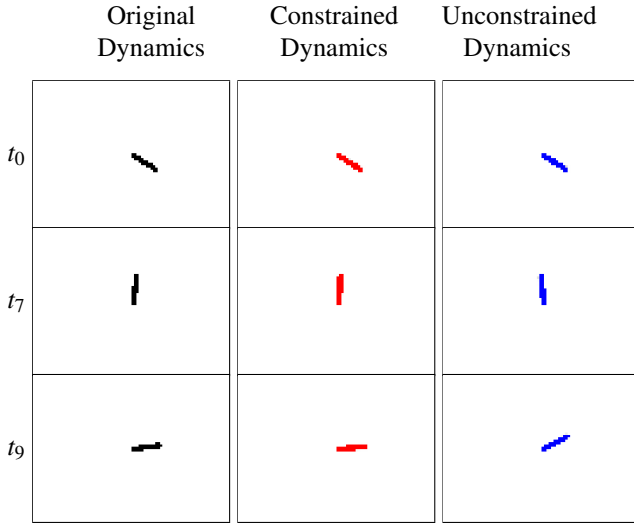 Original Constrained Unconstrained
Dynamics Dynamics Dynamics
t0
t7
t9